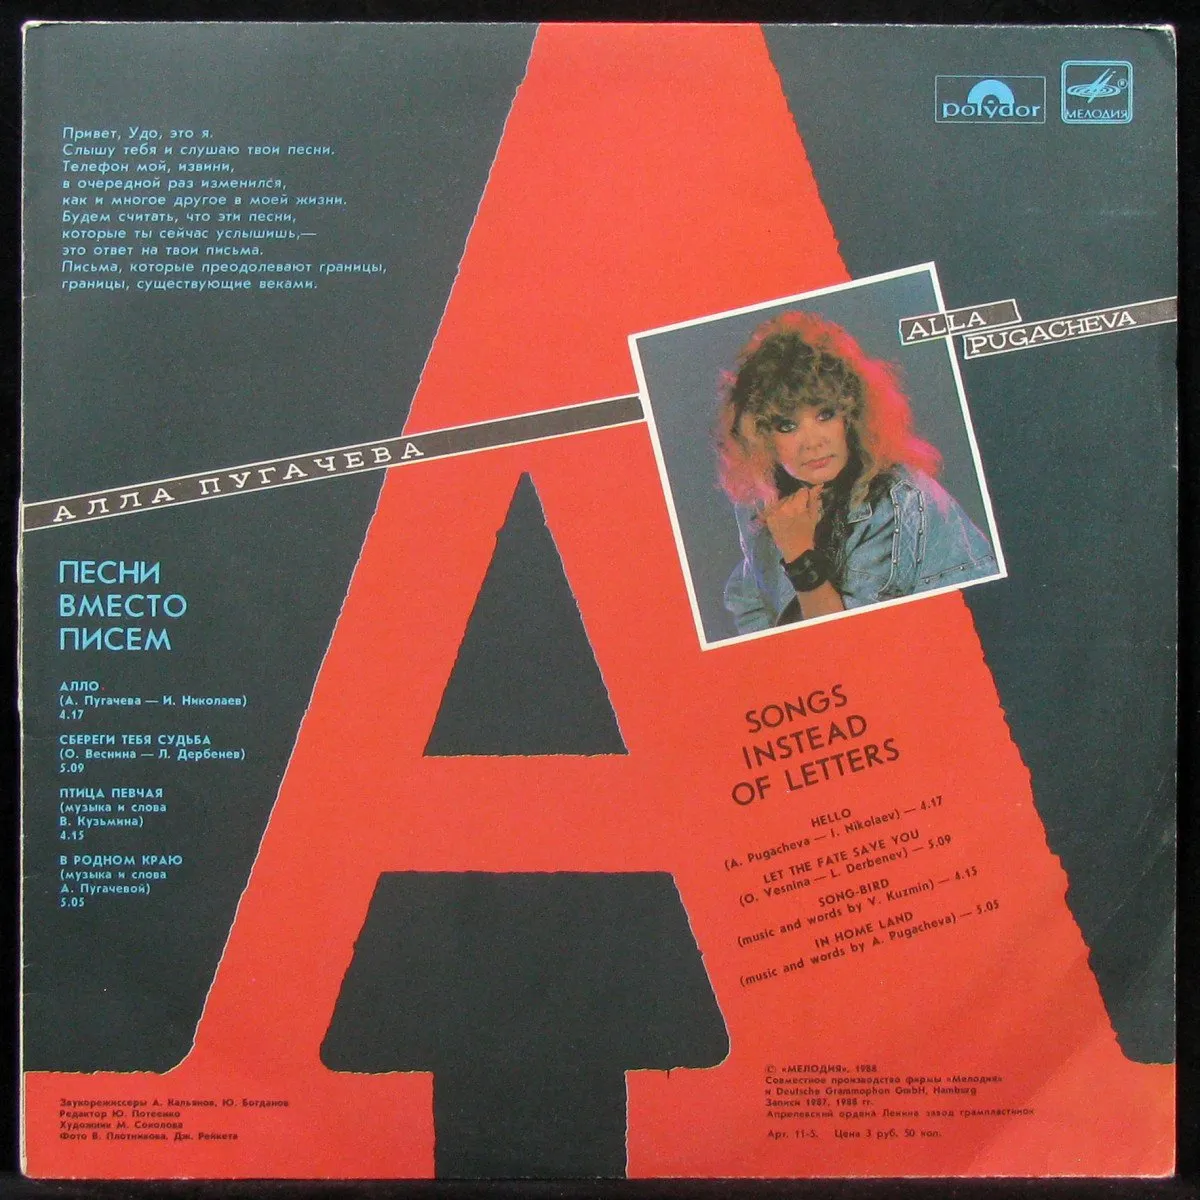 Привет, Удо, это я.
Слышу тебя и слушаю твои песни.
Телефон мой, извини,
в очередной раз изменился,
как и многое другое в моей жизни.
Будем считать, что эти песни,
которые ты сейчас услышишь,—
это ответ на твои письма.
Письма, которые преодолевают границы,
границы, существующие веками.
polydor
МЕЛОДИЯ
ALLA
PUGACHEVA
АЛЛА ПУГАЧЕВА
ПЕСНИ
ВМЕСТО
ПИСЕМ
АЛЛО
(А. Пугачева — И. Николаев)
4.17
СБЕРЕГИ ТЕБЯ СУДЬБА
(О. Веснина — Л. Дербенев)
5.09
ПТИЦА ПЕВЧАЯ
(музыка и слова
В. Кузьмина)
4.15
В РОДНОМ КРАЮ
(музыка и слова
А. Пугачевой)
5.05
SONGS
INSTEAD
OF LETTERS
HELLO
(A. Pugacheva — I. Nikolaev) — 4.17
LET THE FATE SAVE YOU
(O. Vesnina — L. Derbenev) — 5.09
SONG-BIRD
(music and words by V. Kuzmin) — 4.15
IN HOME LAND
(music and words by A. Pugacheva) — 5.05
Звукорежиссеры А. Кальянов, Ю. Богданов
Редактор Ю. Потеенко
Художник М. Соколова
Фото В. Плотникова, Дж. Рейкета
© «МЕЛОДИЯ», 1988
Совместное производство фирмы «Мелодия»
и Deutsche Grammophon GmbH, Hamburg
Записи 1987, 1988 гг.
Апрелевский ордена Ленина завод грампластинок
Арт. 11-5. Цена 3 руб. 50 коп.